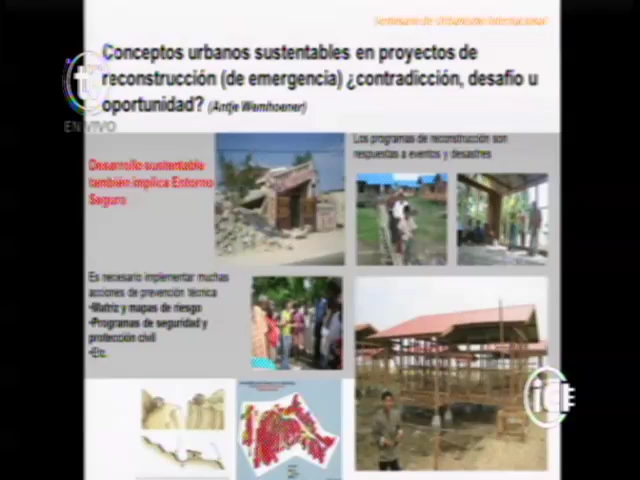 Seminario de Urbanismo Internacional
Conceptos urbanos sustentables en proyectos de
reconstrucción (de emergencia) ¿contradicción, desafío u
oportunidad? (Antje Wemhoener)
EN VIVO
Los programas de reconstrucción son
respuestas a eventos y desastres
Desarrollo sustentable
también implica Entorno
Seguro
Es necesario implementar muchas
acciones de prevención técnica
•Matriz y mapas de riesgo
•Programas de seguridad y
protección civil
•Etc.